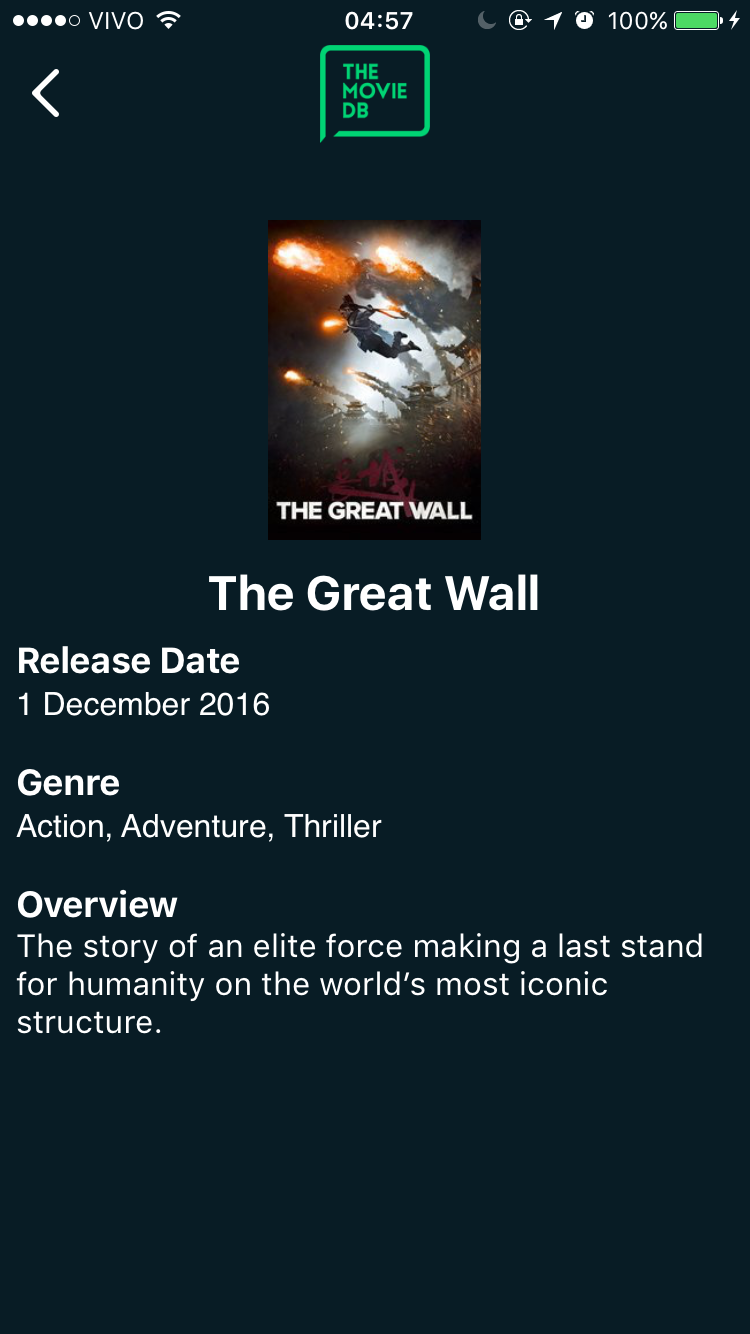 VIVO 04:57 100%
THE
MOVIE
DB
THE GREAT WALL
The Great Wall
Release Date
1 December 2016
Genre
Action, Adventure, Thriller
Overview
The story of an elite force making a last stand
for humanity on the world’s most iconic
structure.